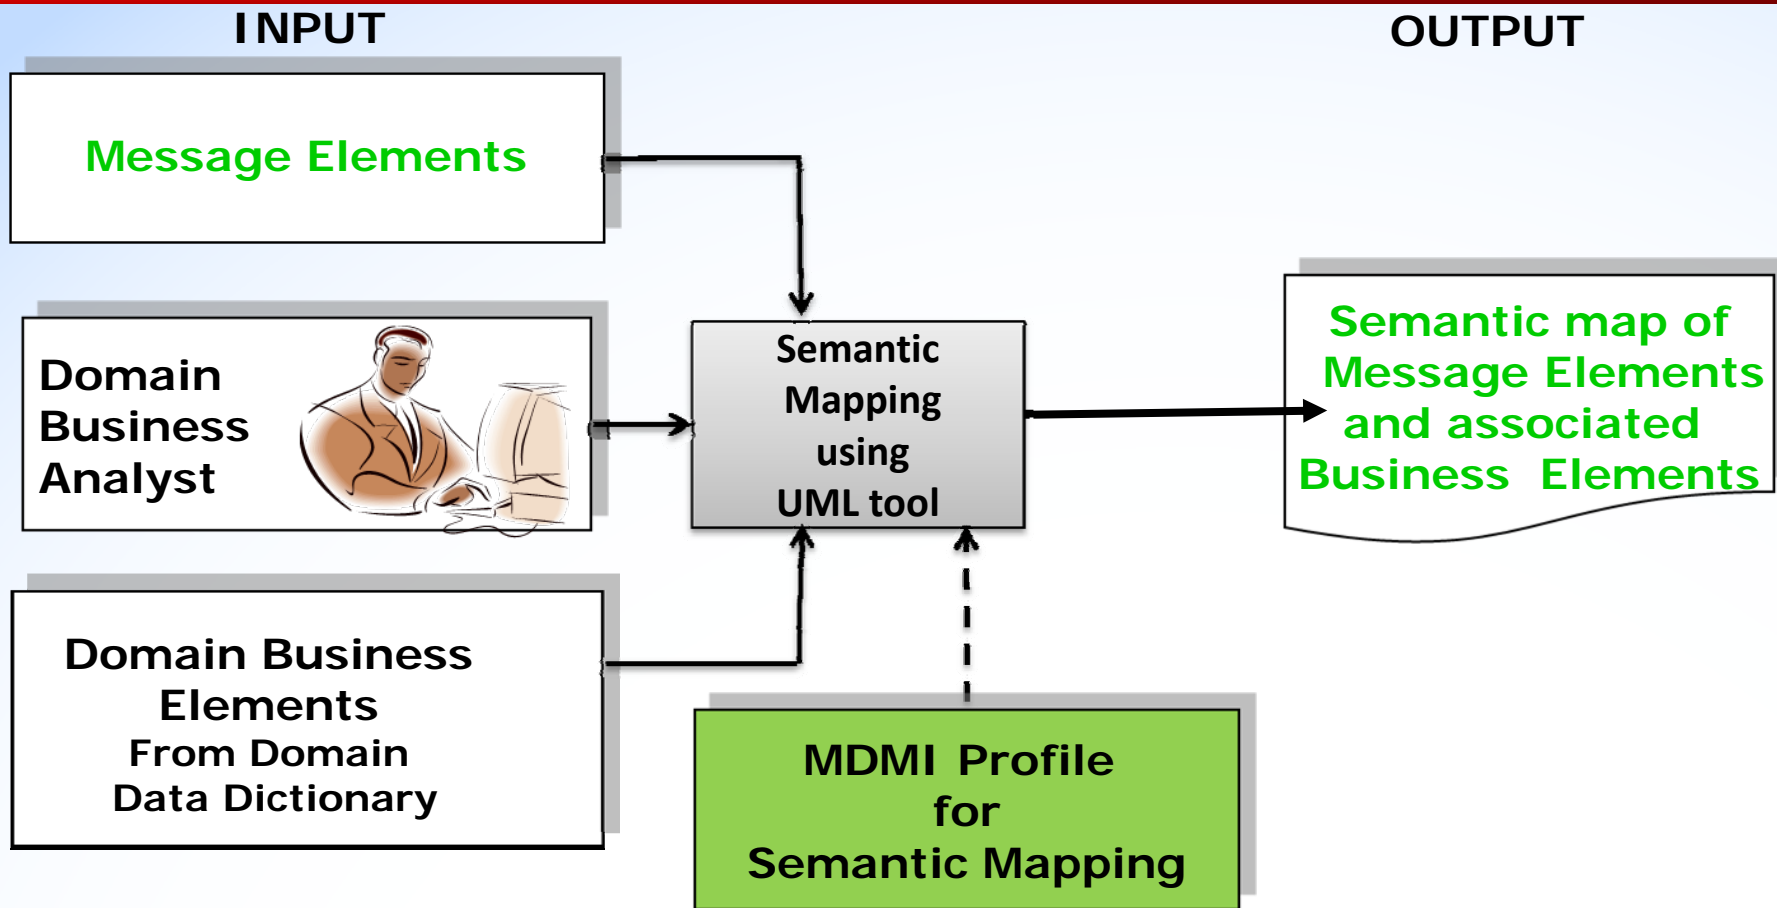 INPUT
OUTPUT
Message Elements
Domain
Business
Analyst
Semantic
Mapping
using
UML tool
Semantic map of
Message Elements
and associated
Business Elements
Domain Business
Elements
From Domain
Data Dictionary
MDMI Profile
for
Semantic Mapping